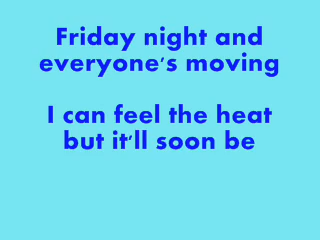 Friday night and
everyone's moving
I can feel the heat
but it'll soon be